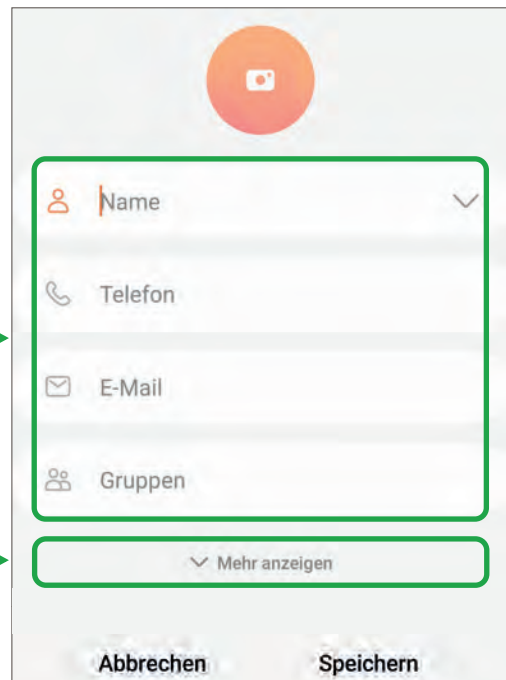 Name
Telefon
E-Mail
Gruppen
Mehr anzeigen
Abbrechen Speichern